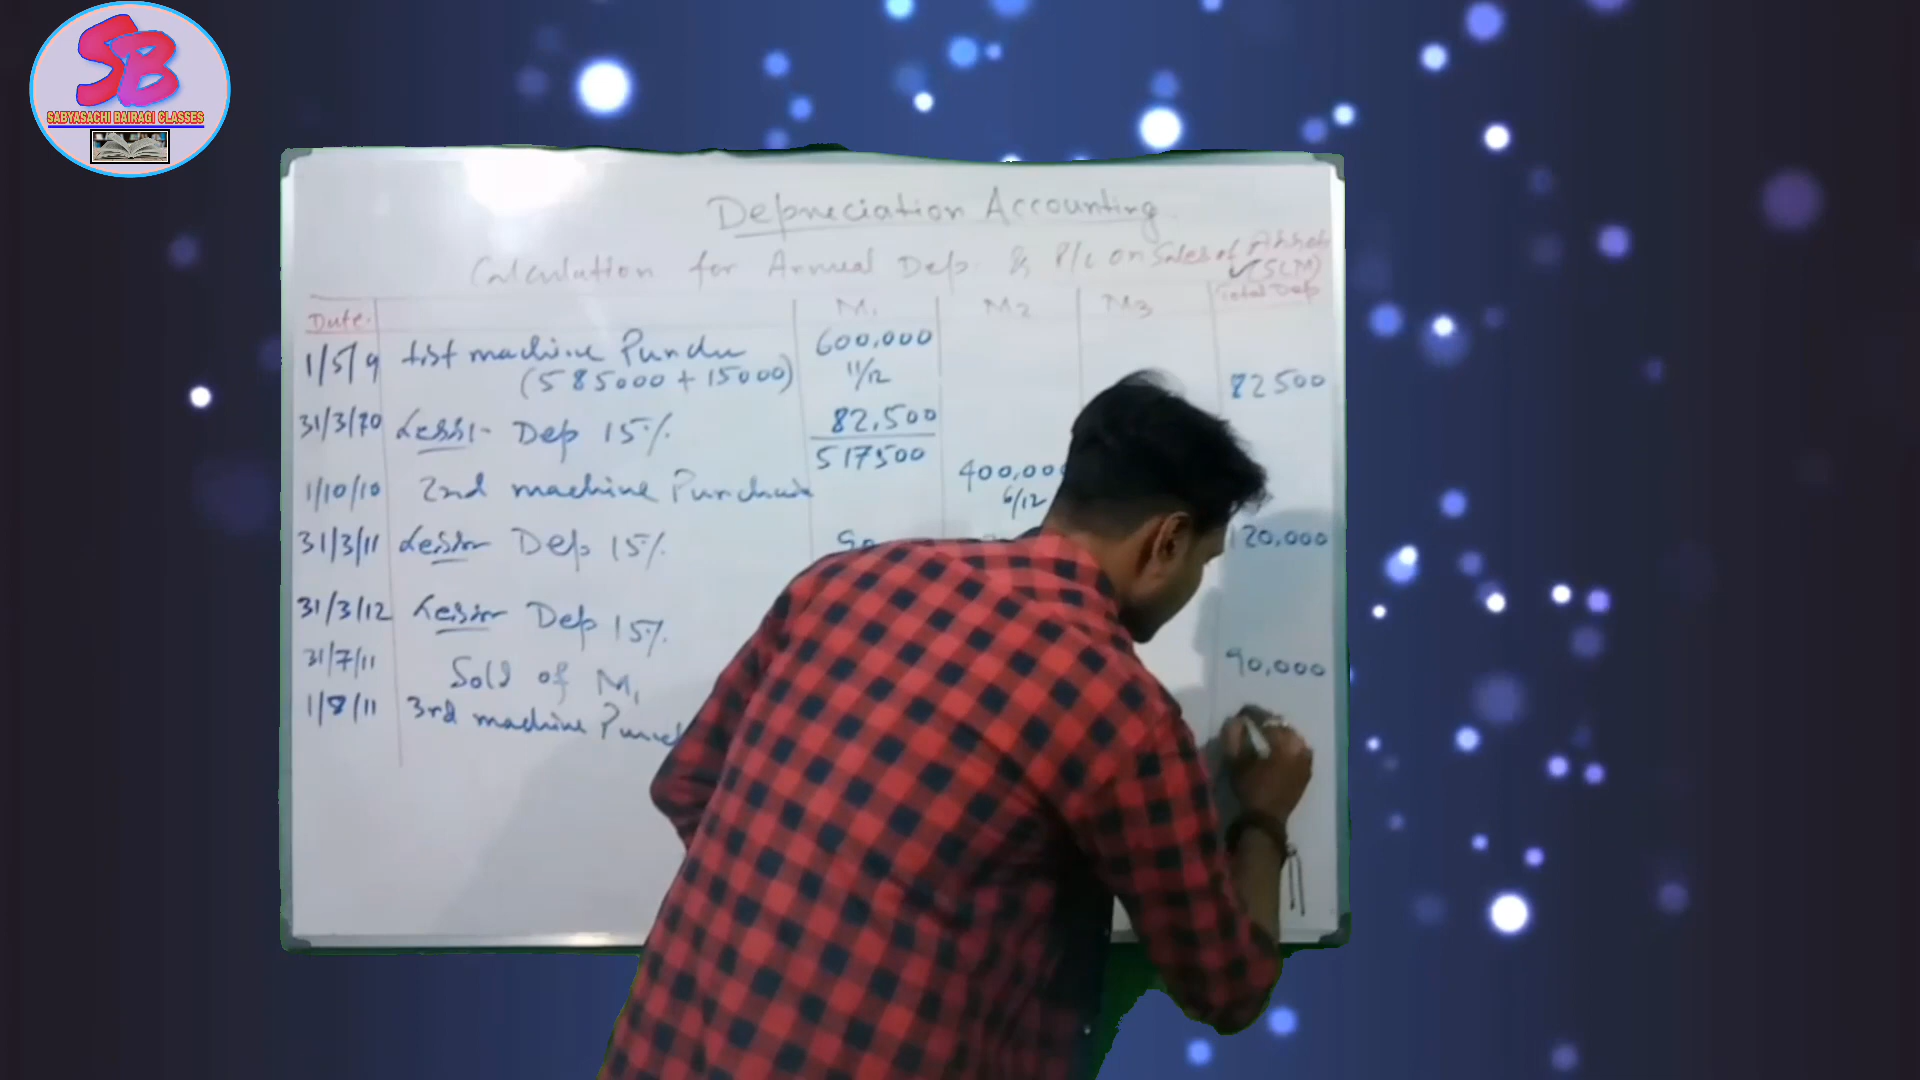 SB
SABYASACHI BAIRAGI CLASSES
Depreciation Accounting
Calculation for Annual Dep. & P/L on Sales of Asset
(SLM)
Date. M1 M2 M3 Total Dep
1/5/9 1st machine Purchase 600,000
(585000 + 15000) 11/12 82500
31/3/10 Less:- Dep 15% 82,500
517500
1/10/10 2nd machine Purchase 400,000
6/12
31/3/11 Less:- Dep 15% 90 120,000
31/3/12 Less:- Dep 15%
31/7/11 Sold of M1 90,000
1/8/11 3rd machine Purch